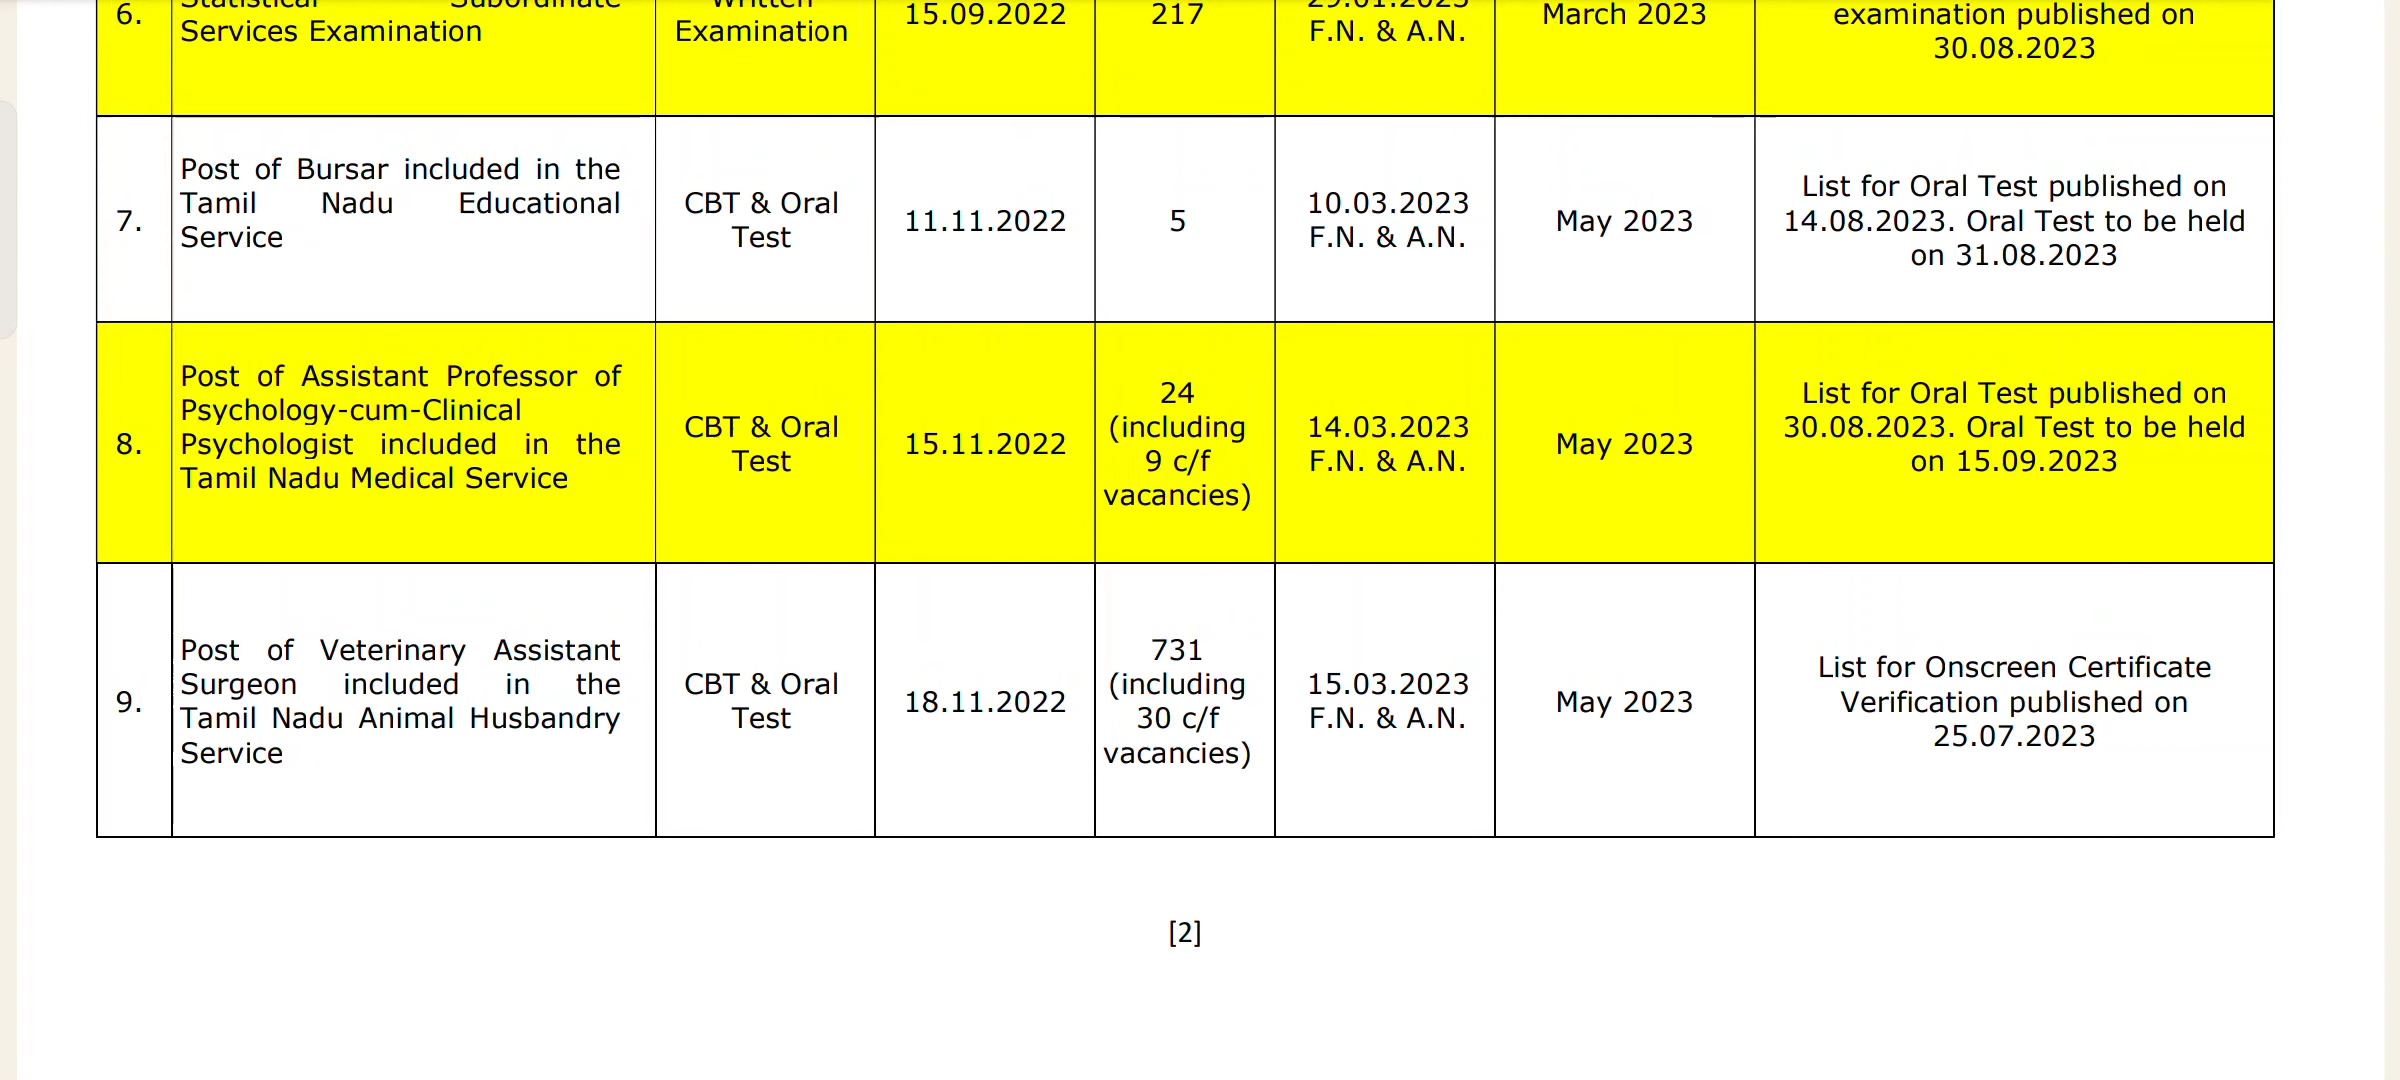 6.
Statistical Subordinate
Services Examination
Written
Examination
15.09.2022
217
29.01.2023
F.N. & A.N.
March 2023
examination published on
30.08.2023
7.
Post of Bursar included in the
Tamil Nadu Educational
Service
CBT & Oral
Test
11.11.2022
5
10.03.2023
F.N. & A.N.
May 2023
List for Oral Test published on
14.08.2023. Oral Test to be held
on 31.08.2023
8.
Post of Assistant Professor of
Psychology-cum-Clinical
Psychologist included in the
Tamil Nadu Medical Service
CBT & Oral
Test
15.11.2022
24
(including
9 c/f
vacancies)
14.03.2023
F.N. & A.N.
May 2023
List for Oral Test published on
30.08.2023. Oral Test to be held
on 15.09.2023
9.
Post of Veterinary Assistant
Surgeon included in the
Tamil Nadu Animal Husbandry
Service
CBT & Oral
Test
18.11.2022
731
(including
30 c/f
vacancies)
15.03.2023
F.N. & A.N.
May 2023
List for Onscreen Certificate
Verification published on
25.07.2023
[2]